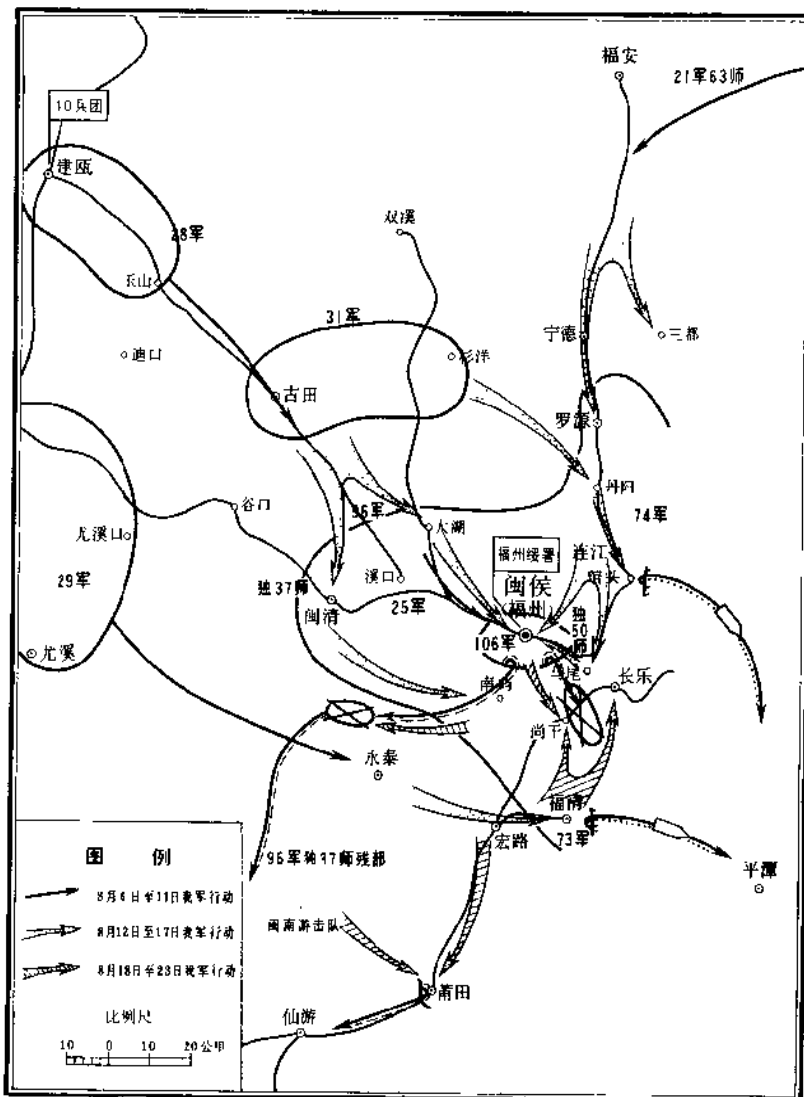 福安
21军63师
10兵团
建瓯
双溪
28军
31军
宁德
三都
迪口
杉洋
古田
罗源
丹阳
谷口
74军
尤溪口
96军
大湖
福州绥署
连江
溪口
闽侯
琯头
29军
独37师
25军
闽清
福州
独50师
106军
尤溪
马尾
长乐
南屿
尚干
永泰
福清
宏路
73军
96军独37师残部
平潭
图 例
8月6日至11日我军行动
闽南游击队
8月12日至17日我军行动
8月18日至23日我军行动
莆田
比例尺
仙游
10 0 10 20公里